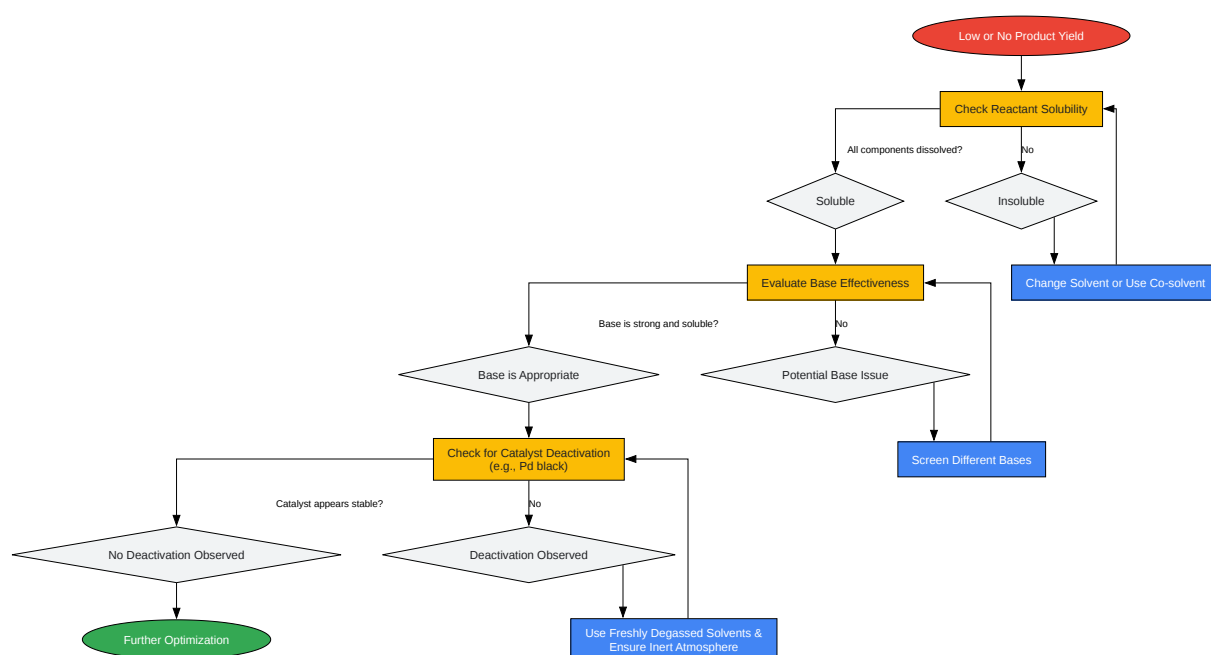 Low or No Product Yield
Check Reactant Solubility
All components dissolved?
No
Soluble
Insoluble
Evaluate Base Effectiveness
Change Solvent or Use Co-solvent
Base is strong and soluble?
No
Base is Appropriate
Potential Base Issue
Check for Catalyst Deactivation
(e.g., Pd black)
Screen Different Bases
Catalyst appears stable?
No
No Deactivation Observed
Deactivation Observed
Further Optimization
Use Freshly Degassed Solvents &
Ensure Inert Atmosphere